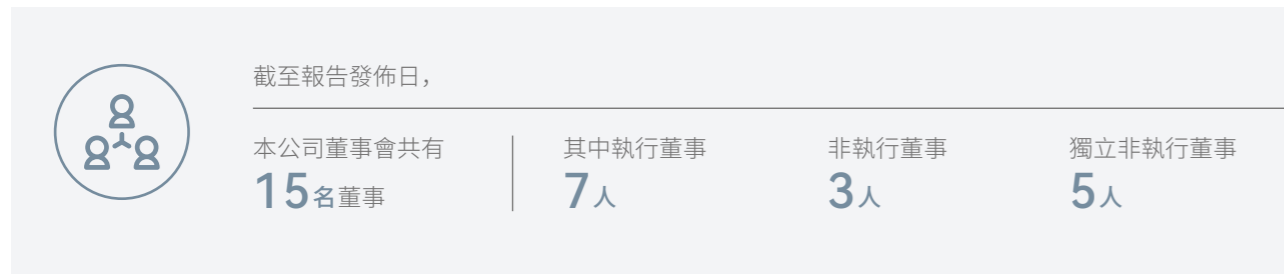 截至報告發佈日，
本公司董事會共有
15名董事
其中執行董事
7人
非執行董事
3人
獨立非執行董事
5人